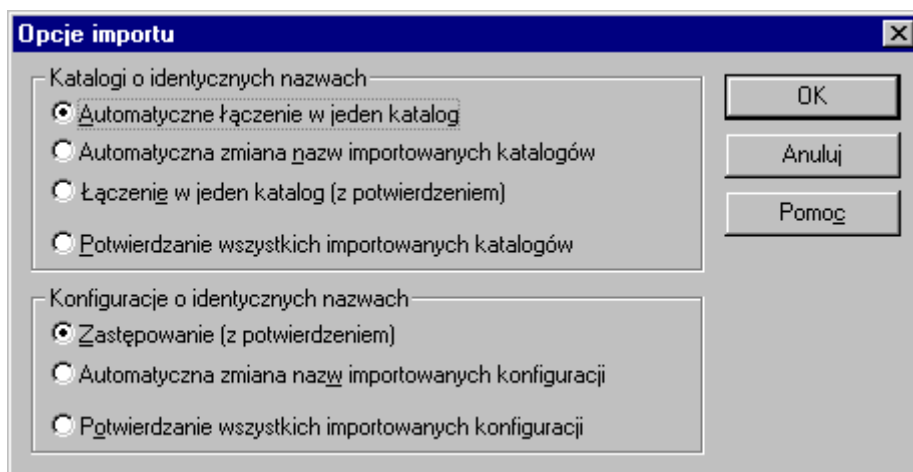 Opcje importu
Katalogi o identycznych nazwach
Automatyczne łączenie w jeden katalog
Automatyczna zmiana nazw importowanych katalogów
Łączenie w jeden katalog (z potwierdzeniem)
Potwierdzanie wszystkich importowanych katalogów
OK
Anuluj
Pomoc
Konfiguracje o identycznych nazwach
Zastępowanie (z potwierdzeniem)
Automatyczna zmiana nazw importowanych konfiguracji
Potwierdzanie wszystkich importowanych konfiguracji